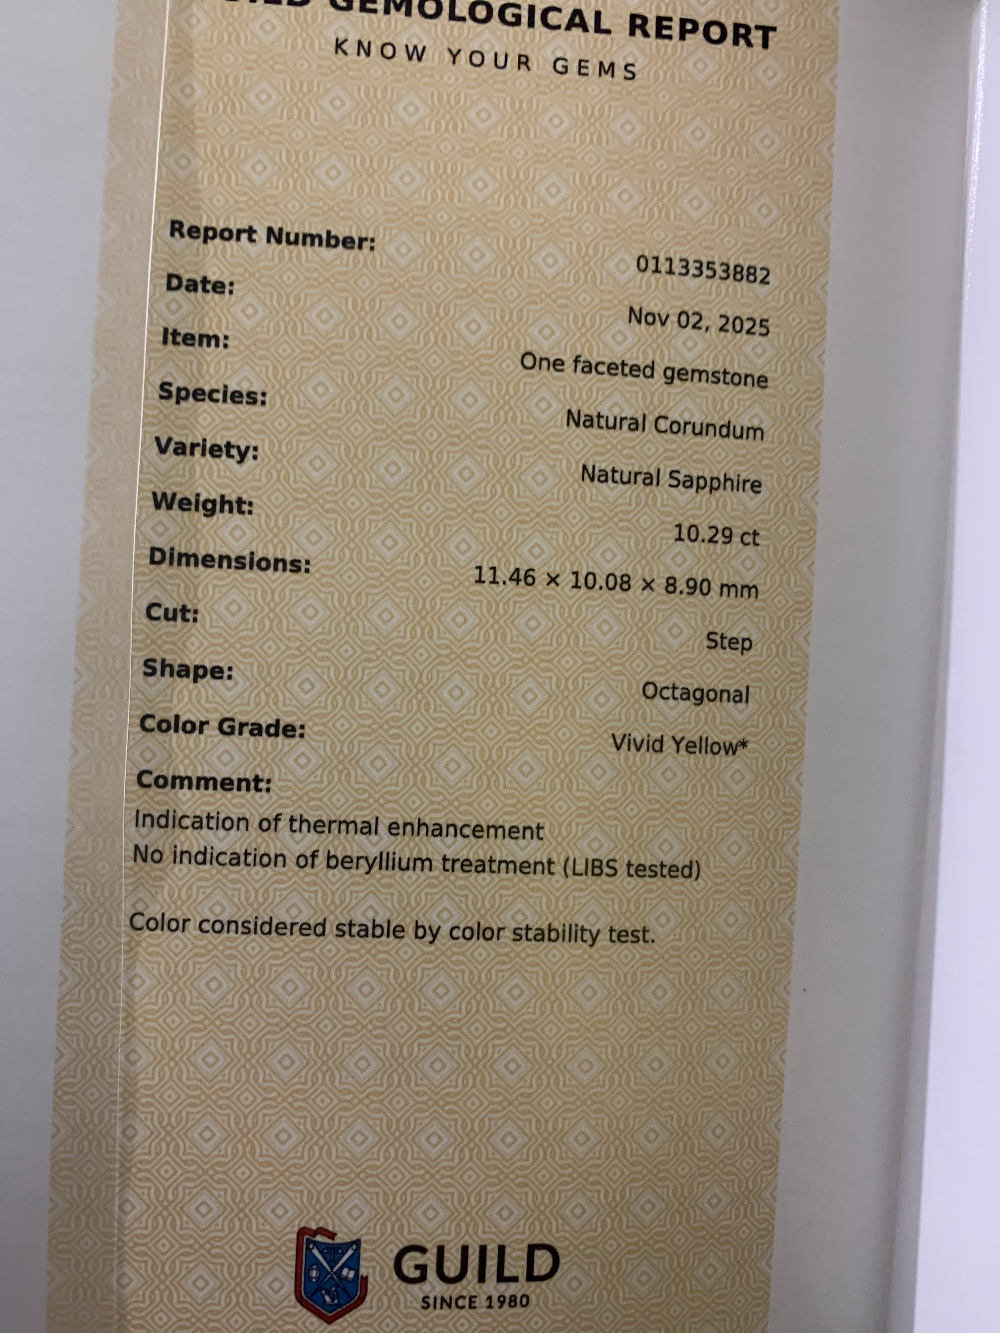 GEMOLOGICAL REPORT
KNOW YOUR GEMS
Report Number: 0113353882
Date: Nov 02, 2025
Item: One faceted gemstone
Species: Natural Corundum
Variety: Natural Sapphire
Weight: 10.29 ct
Dimensions: 11.46 × 10.08 × 8.90 mm
Cut: Step
Shape: Octagonal
Color Grade: Vivid Yellow*
Comment:
Indication of thermal enhancement
No indication of beryllium treatment (LIBS tested)
Color considered stable by color stability test.
GUILD
SINCE 1980